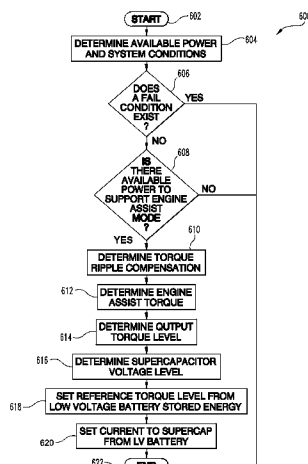 START
602
DETERMINE AVAILABLE POWER
AND SYSTEM CONDITIONS
604
606
DOES
A FAIL
CONDITION
EXIST
?
YES
NO
608
IS
THERE
AVAILABLE
POWER TO
SUPPORT ENGINE
ASSIST
MODE
?
NO
YES
610
DETERMINE TORQUE
RIPPLE COMPENSATION
612
DETERMINE ENGINE
ASSIST TORQUE
614
DETERMINE OUTPUT
TORQUE LEVEL
616
DETERMINE SUPERCAPACITOR
VOLTAGE LEVEL
618
SET REFERENCE TORQUE LEVEL FROM
LOW VOLTAGE BATTERY STORED ENERGY
620
SET CURRENT TO SUPERCAP
FROM LV BATTERY
622